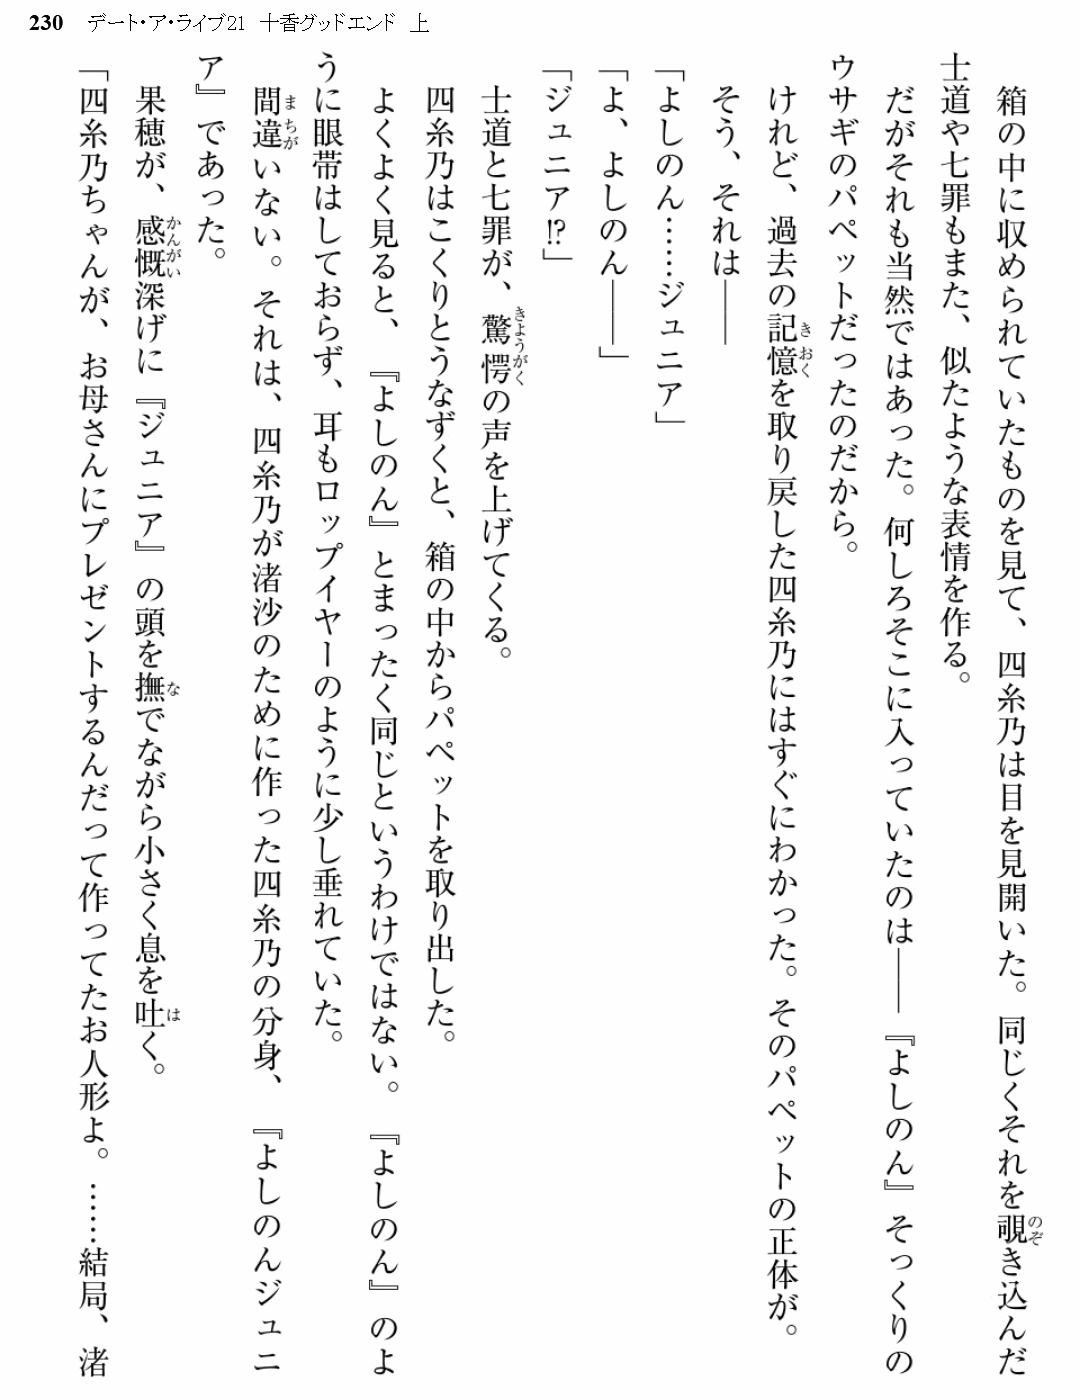 230 デート・ア・ライブ21 十香グッドエンド 上
箱の中に収められていたものを見て、四糸乃は目を見開いた。同じくそれを覗き込んだ
士道や七罪もまた、似たような表情を作る。
だがそれも当然ではあった。何しろそこに入っていたのは――『よしのん』そっくりの
ウサギのパペットだったのだから。
けれど、過去の記憶を取り戻した四糸乃にはすぐにわかった。そのパペットの正体が。
そう、それは――
「よしのん……ジュニア」
「よ、よしのん――」
「ジュニア!?」
士道と七罪が、驚愕の声を上げてくる。
四糸乃はこくりとうなずくと、箱の中からパペットを取り出した。
よくよく見ると、『よしのん』とまったく同じというわけではない。『よしのん』のよ
うに眼帯はしておらず、耳もロップイヤーのように少し垂れていた。
間違いない。それは、四糸乃が渚沙のために作った四糸乃の分身、『よしのんジュニ
ア』であった。
果穂が、感慨深げに『ジュニア』の頭を撫でながら小さく息を吐く。
「四糸乃ちゃんが、お母さんにプレゼントするんだって作ってたお人形よ。……結局、渚